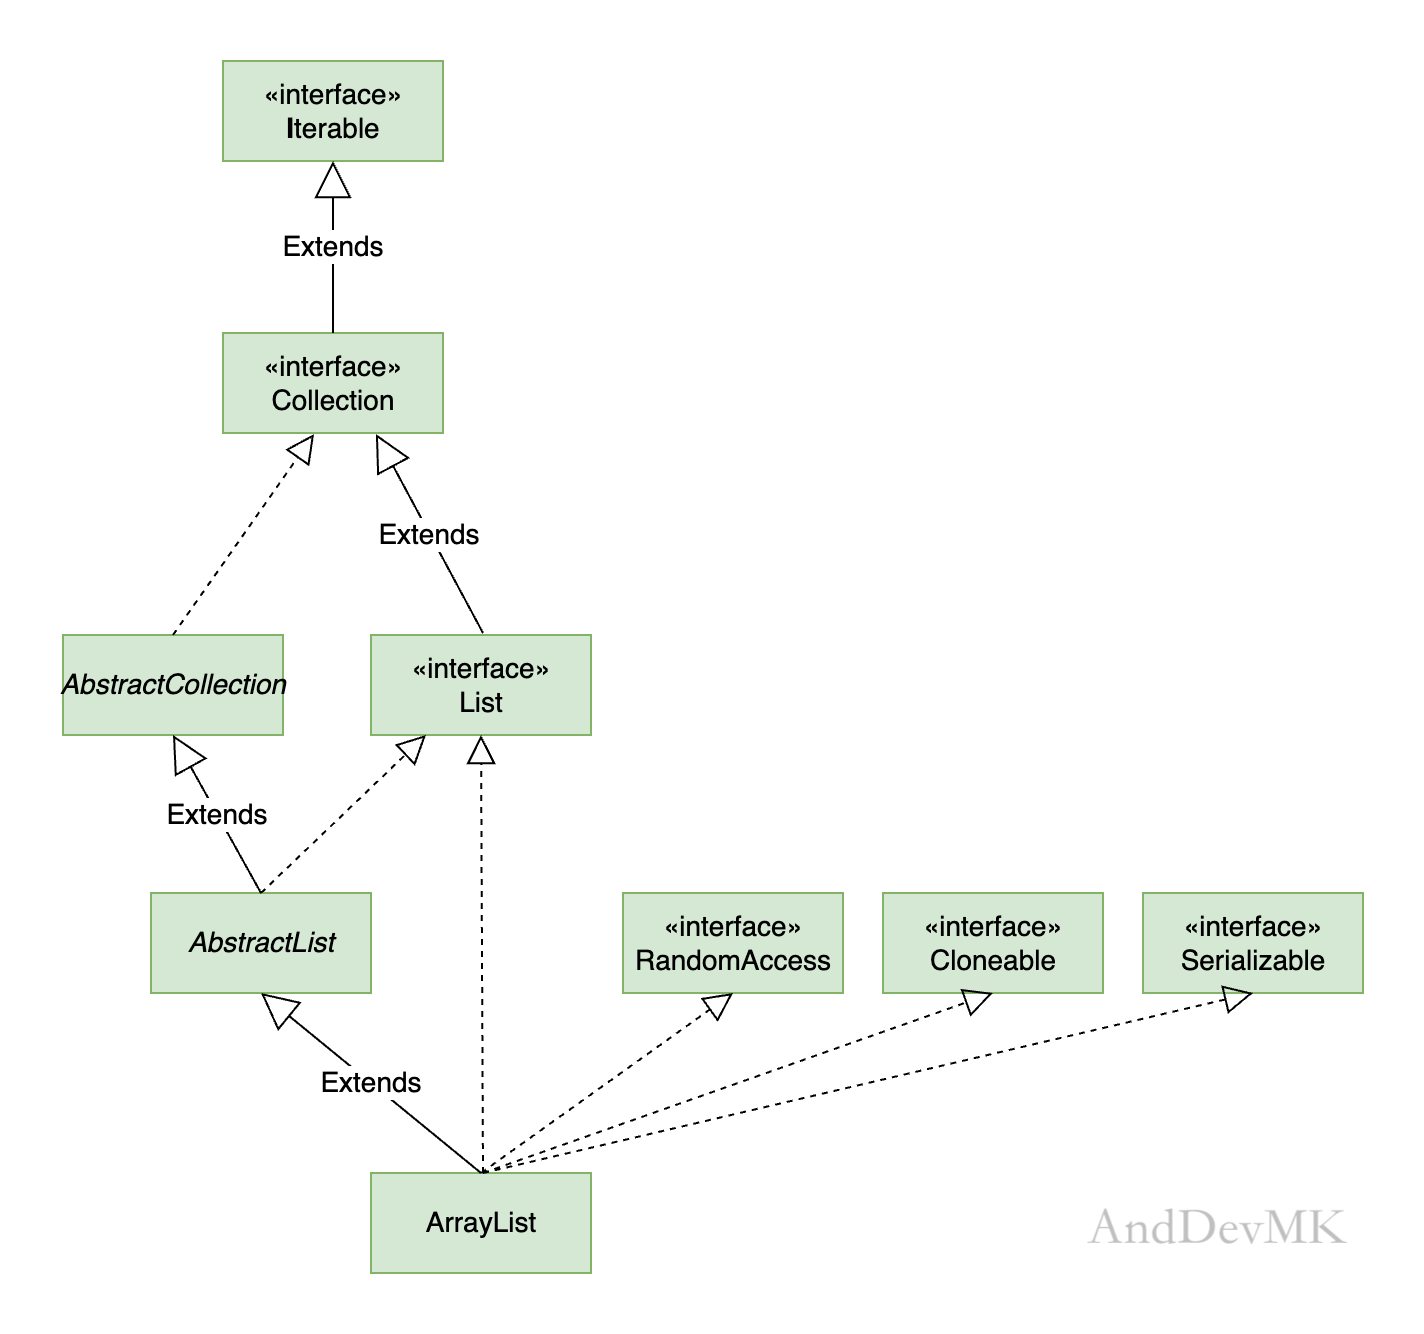 «interface»
Iterable
Extends
«interface»
Collection
Extends
AbstractCollection
«interface»
List
Extends
AbstractList
«interface»
RandomAccess
«interface»
Cloneable
«interface»
Serializable
Extends
ArrayList
AndDevMK